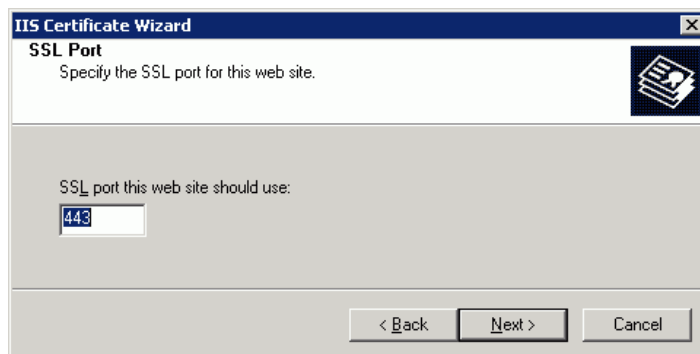 IIS Certificate Wizard
SSL Port
Specify the SSL port for this web site.
SSL port this web site should use:
443
< Back
Next >
Cancel